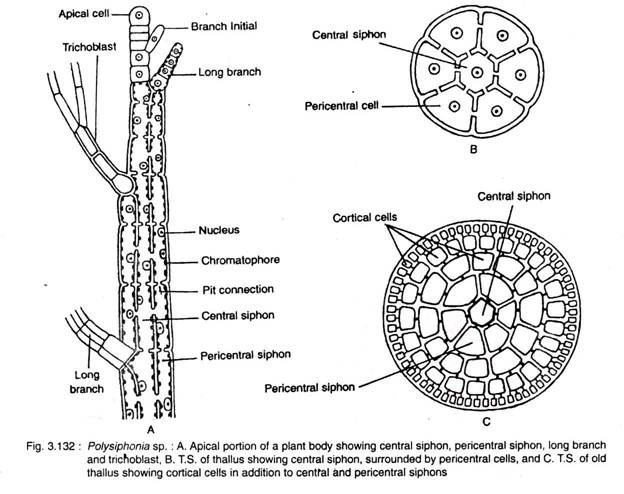 Apical cell
Branch Initial
Trichoblast
Long branch
Nucleus
Chromatophore
Pit connection
Central siphon
Pericentral siphon
Long
branch
A
Central siphon
Pericentral cell
B
Central siphon
Cortical cells
Pericentral siphon
C
Fig. 3.132 : Polysiphonia sp. : A. Apical portion of a plant body showing central siphon, pericentral siphon, long branch
and trichoblast, B. T.S. of thallus showing central siphon, surrounded by pericentral cells, and C. T.S. of old
thallus showing cortical cells in addition to central and pericentral siphons